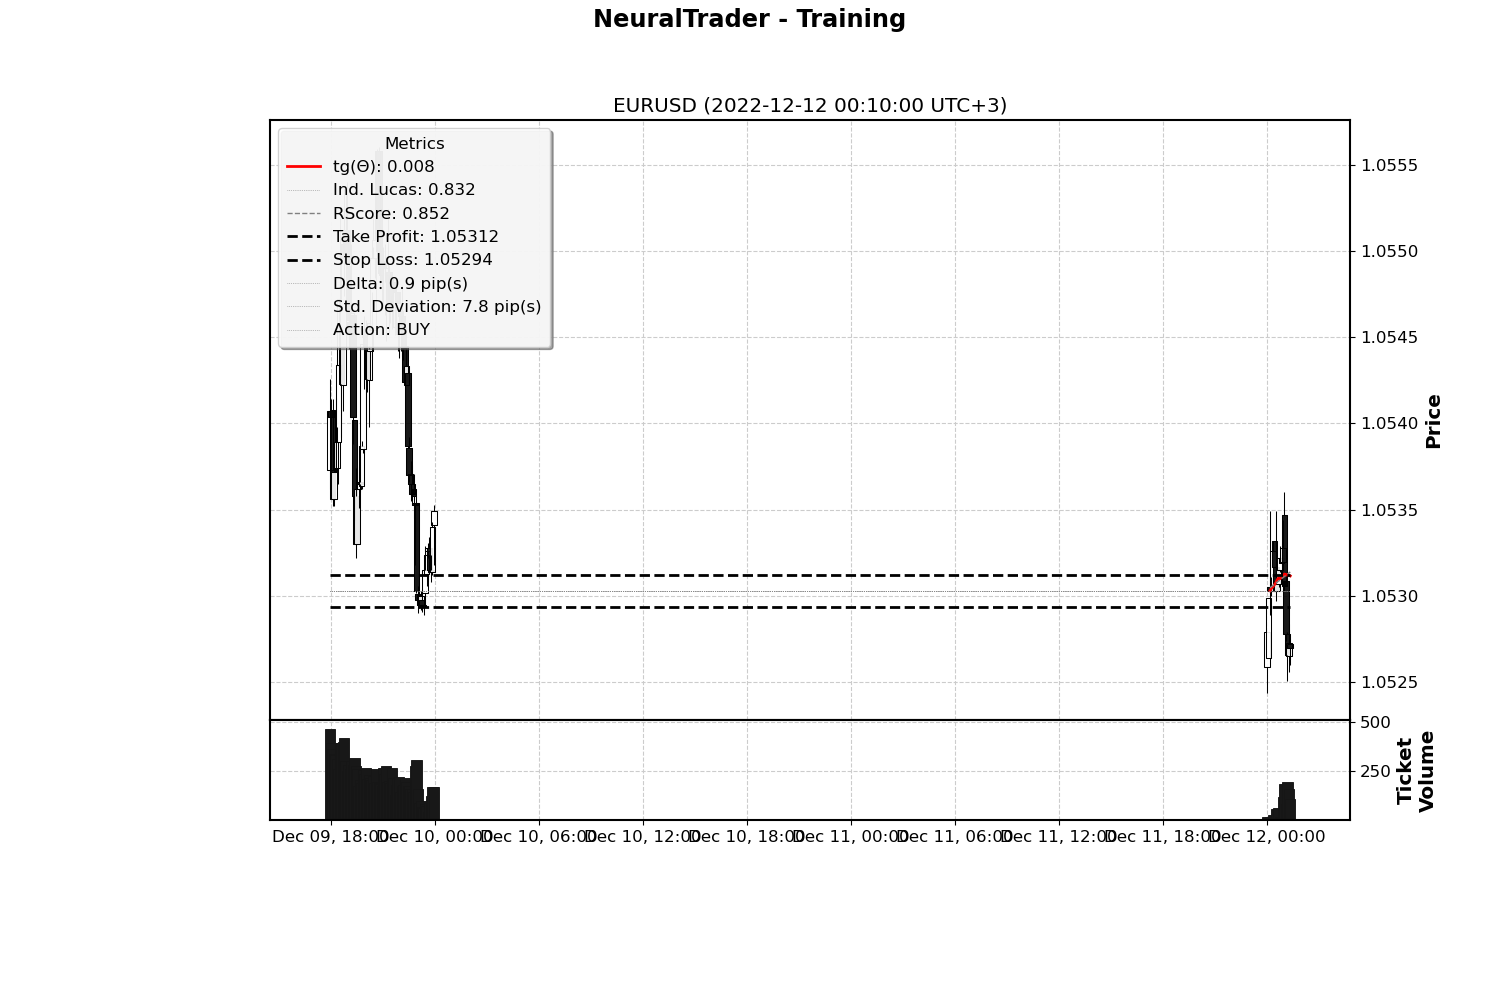 NeuralTrader - Training
EURUSD (2022-12-12 00:10:00 UTC+3)
Metrics
tg(Θ): 0.008
Ind. Lucas: 0.832
RScore: 0.852
Take Profit: 1.05312
Stop Loss: 1.05294
Delta: 0.9 pip(s)
Std. Deviation: 7.8 pip(s)
Action: BUY
1.0555
1.0550
1.0545
1.0540
1.0535
1.0530
1.0525
Price
500
250
Ticket
Volume
Dec 09, 18:00
Dec 10, 00:00
Dec 10, 06:00
Dec 10, 12:00
Dec 10, 18:00
Dec 11, 00:00
Dec 11, 06:00
Dec 11, 12:00
Dec 11, 18:00
Dec 12, 00:00